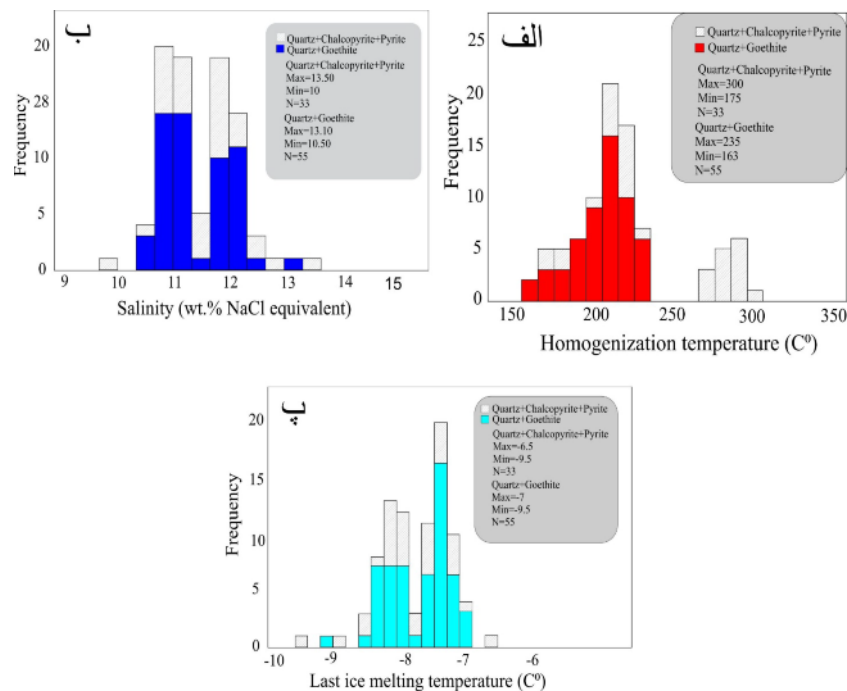 ب
20
28
10
5
0
Frequency
Quartz+Chalcopyrite+Pyrite
Quartz+Goethite
Quartz+Chalcopyrite+Pyrite
Max=13.50
Min=10
N=33
Quartz+Goethite
Max=13.10
Min=10.50
N=55
9 10 11 12 13 14 15
Salinity (wt.% NaCl equivalent)
الف
25
20
15
10
5
0
Frequency
Quartz+Chalcopyrite+Pyrite
Quartz+Goethite
Quartz+Chalcopyrite+Pyrite
Max=300
Min=175
N=33
Quartz+Goethite
Max=235
Min=163
N=55
150 200 250 300 350
Homogenization temperature (C⁰)
پ
20
15
10
5
0
Frequency
Quartz+Chalcopyrite+Pyrite
Quartz+Goethite
Quartz+Chalcopyrite+Pyrite
Max=-6.5
Min=-9.5
N=33
Quartz+Goethite
Max=-7
Min=-9.5
N=55
-10 -9 -8 -7 -6
Last ice melting temperature (C⁰)